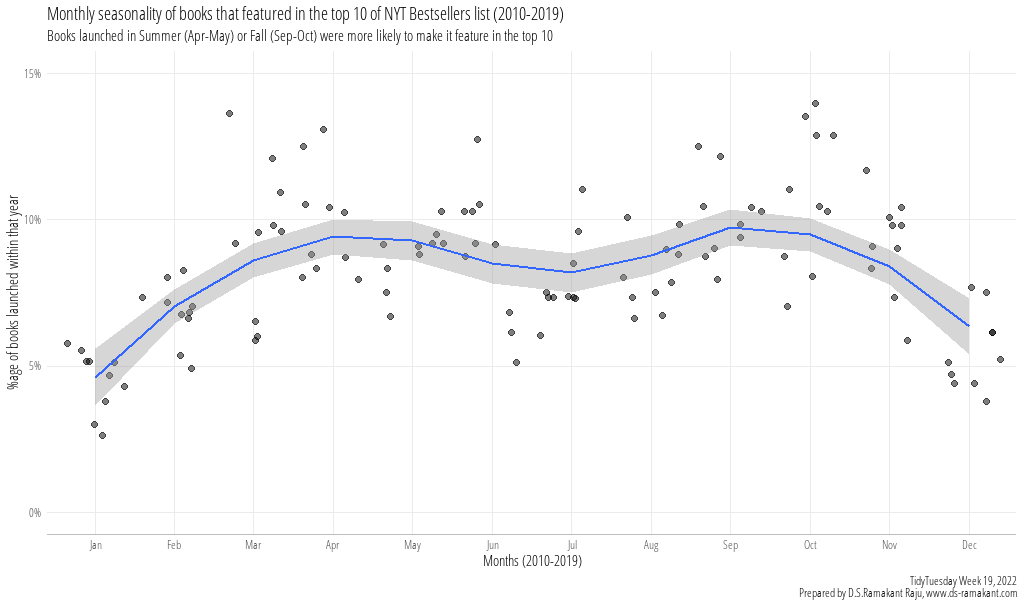 Monthly seasonality of books that featured in the top 10 of NYT Bestsellers list (2010-2019)
Books launched in Summer (Apr-May) or Fall (Sep-Oct) were more likely to make it feature in the top 10
%age of books launched within that year
15%
10%
5%
0%
Jan Feb Mar Apr May Jun Jul Aug Sep Oct Nov Dec
Months (2010-2019)
TidyTuesday Week 19, 2022
Prepared by D.S.Ramakant Raju, www.ds-ramakant.com